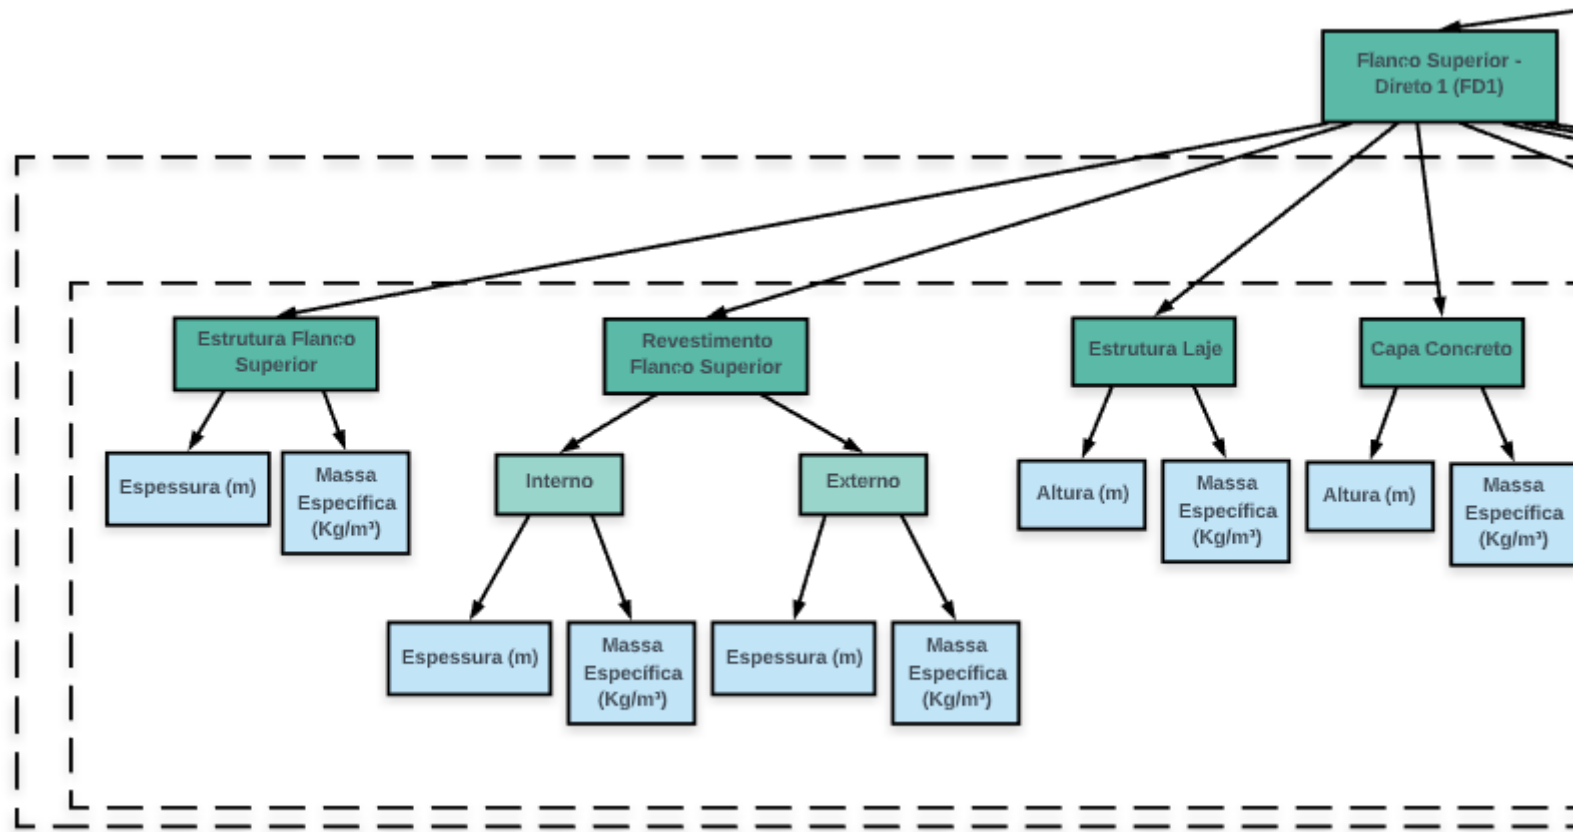 Flanco Superior -
Direto 1 (FD1)
Estrutura Flanco
Superior
Revestimento
Flanco Superior
Estrutura Laje
Capa Concreto
Espessura (m)
Massa
Específica
(Kg/m³)
Interno
Externo
Altura (m)
Massa
Específica
(Kg/m³)
Altura (m)
Massa
Específica
(Kg/m³)
Espessura (m)
Massa
Específica
(Kg/m³)
Espessura (m)
Massa
Específica
(Kg/m³)